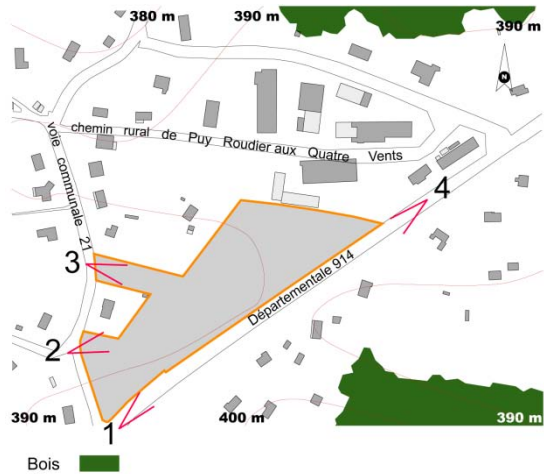 380 m
390 m
390 m
N
chemin rural de Puy Roudier aux Quatre Vents
voie communale 21
4
3
Départementale 914
2
390 m
400 m
390 m
1
Bois